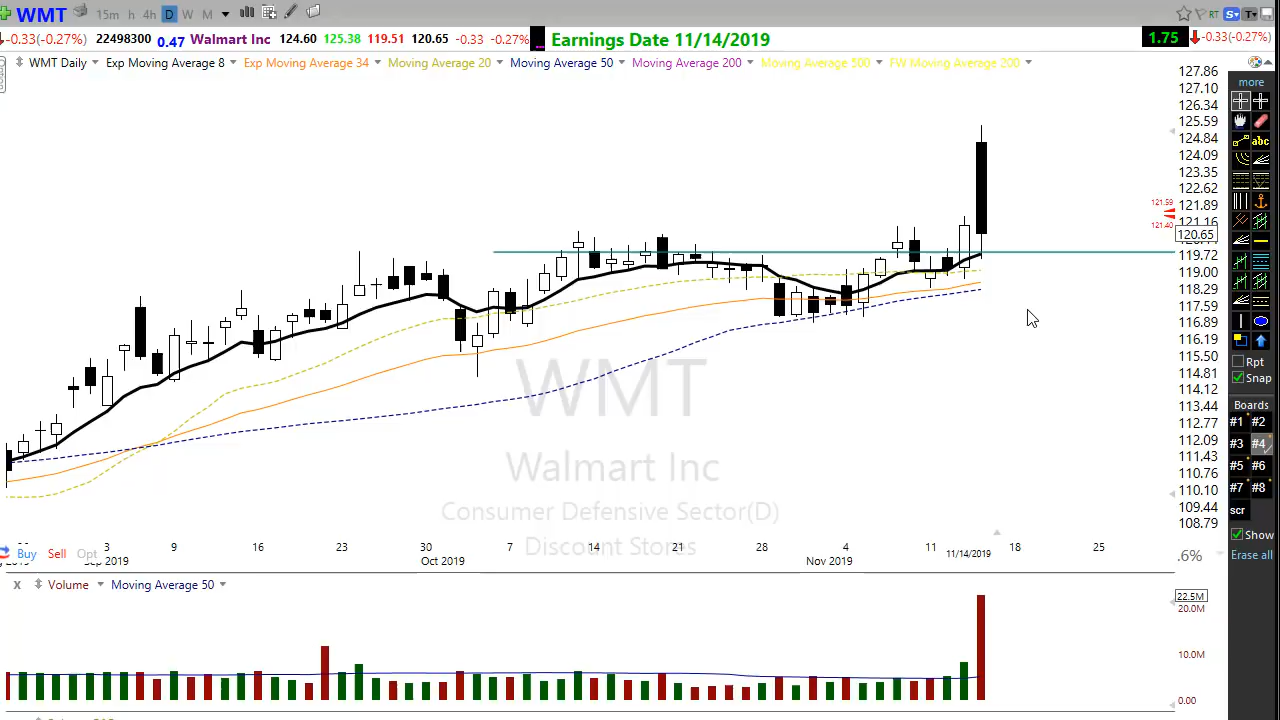 WMT 15m h 4h D W M RT S T
-0.33(-0.27%) 22498300 0.47 Walmart Inc 124.60 125.38 119.51 120.65 -0.33 -0.27% Earnings Date 11/14/2019 1.75 -0.33(-0.27%)
WMT Daily Exp Moving Average 8 Exp Moving Average 34 Moving Average 20 Moving Average 50 Moving Average 200 Moving Average 500 FW Moving Average 200
127.86
127.10
126.34
125.59
124.84
124.09
123.35
122.62
121.89
121.16
120.65
119.72
119.00
118.29
117.59
116.89
116.19
115.50
114.81
114.12
113.44
112.77
112.09
111.43
110.76
110.10
109.44
108.79
121.59
121.40
more
abc
Rpt
Snap
Boards
#1 #2
#3 #4
#5 #6
#7 #8
scr
Show
Erase all
WMT
Walmart Inc
Consumer Defensive Sector(D)
Discount Stores
3 9 16 23 30 7 14 21 28 4 11 11/14/2019 18 25
Sep 2019 Oct 2019 Nov 2019
Buy Sell Opt
.6%
X Volume Moving Average 50
22.5M
20.0M
10.0M
0.00